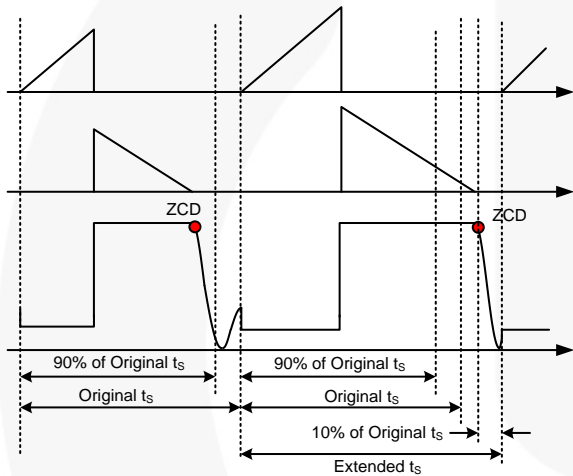 ZCD
ZCD
90% of Original tS
90% of Original tS
Original tS
Original tS
10% of Original tS
Extended tS